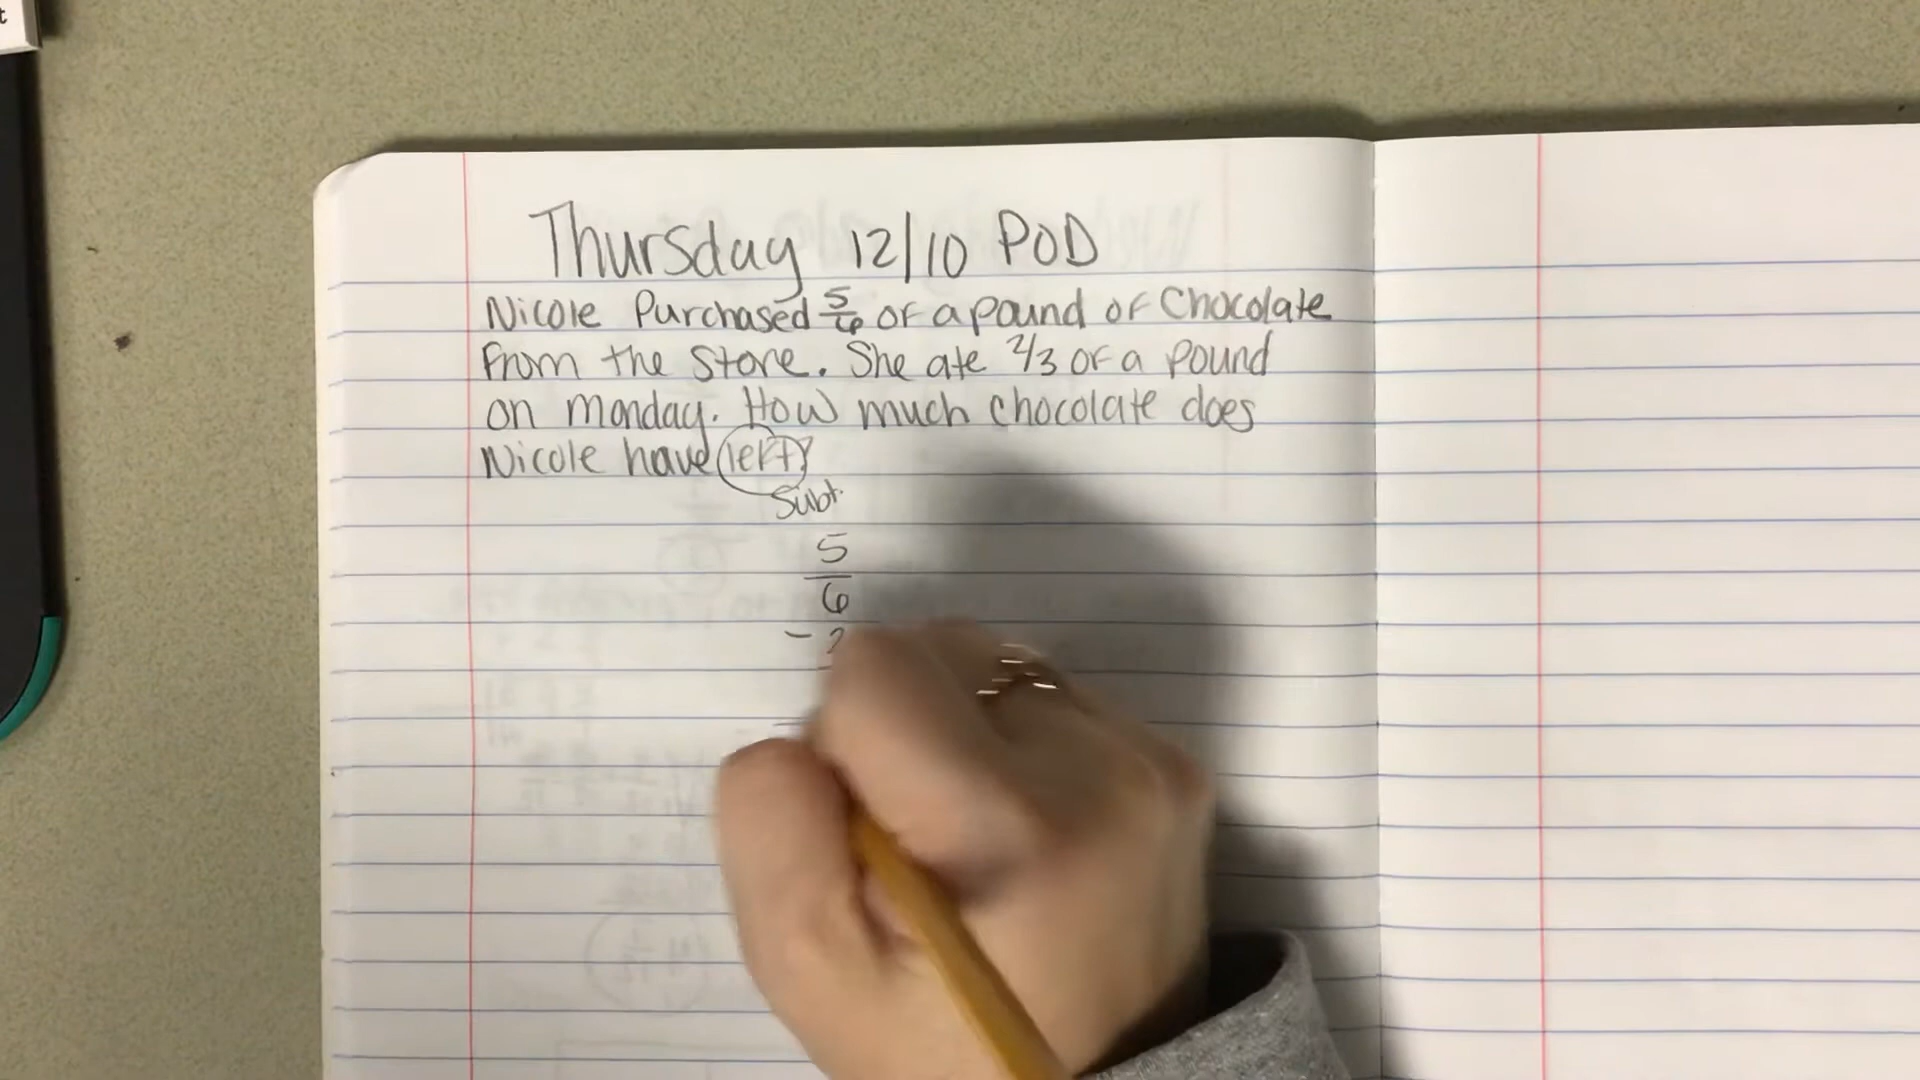 t
Thursday 12/10 POD
Nicole Purchased 5/6 of a pound of Chocolate
From the store. She ate 2/3 of a pound
on monday. How much chocolate does
Nicole have left?
Subt.
5
6
- 2